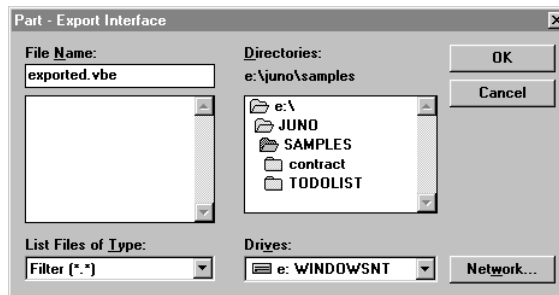 Part - Export Interface
File Name:
exported.vbe
Directories:
e:\juno\samples
e:\
JUNO
SAMPLES
contract
TODOLIST
OK
Cancel
List Files of Type:
Filter (*.*)
Drives:
e: WINDOWSNT
Network...